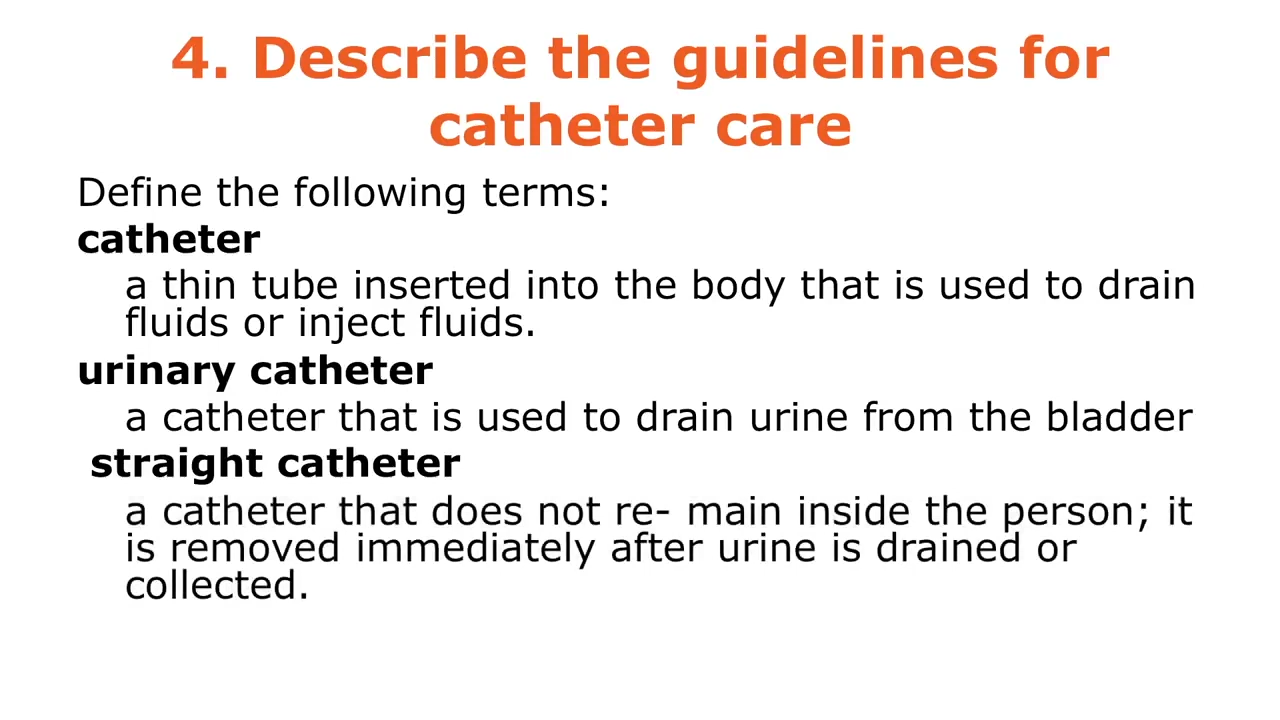 4. Describe the guidelines for
catheter care
Define the following terms:
catheter
a thin tube inserted into the body that is used to drain
fluids or inject fluids.
urinary catheter
a catheter that is used to drain urine from the bladder
straight catheter
a catheter that does not re- main inside the person; it
is removed immediately after urine is drained or
collected.